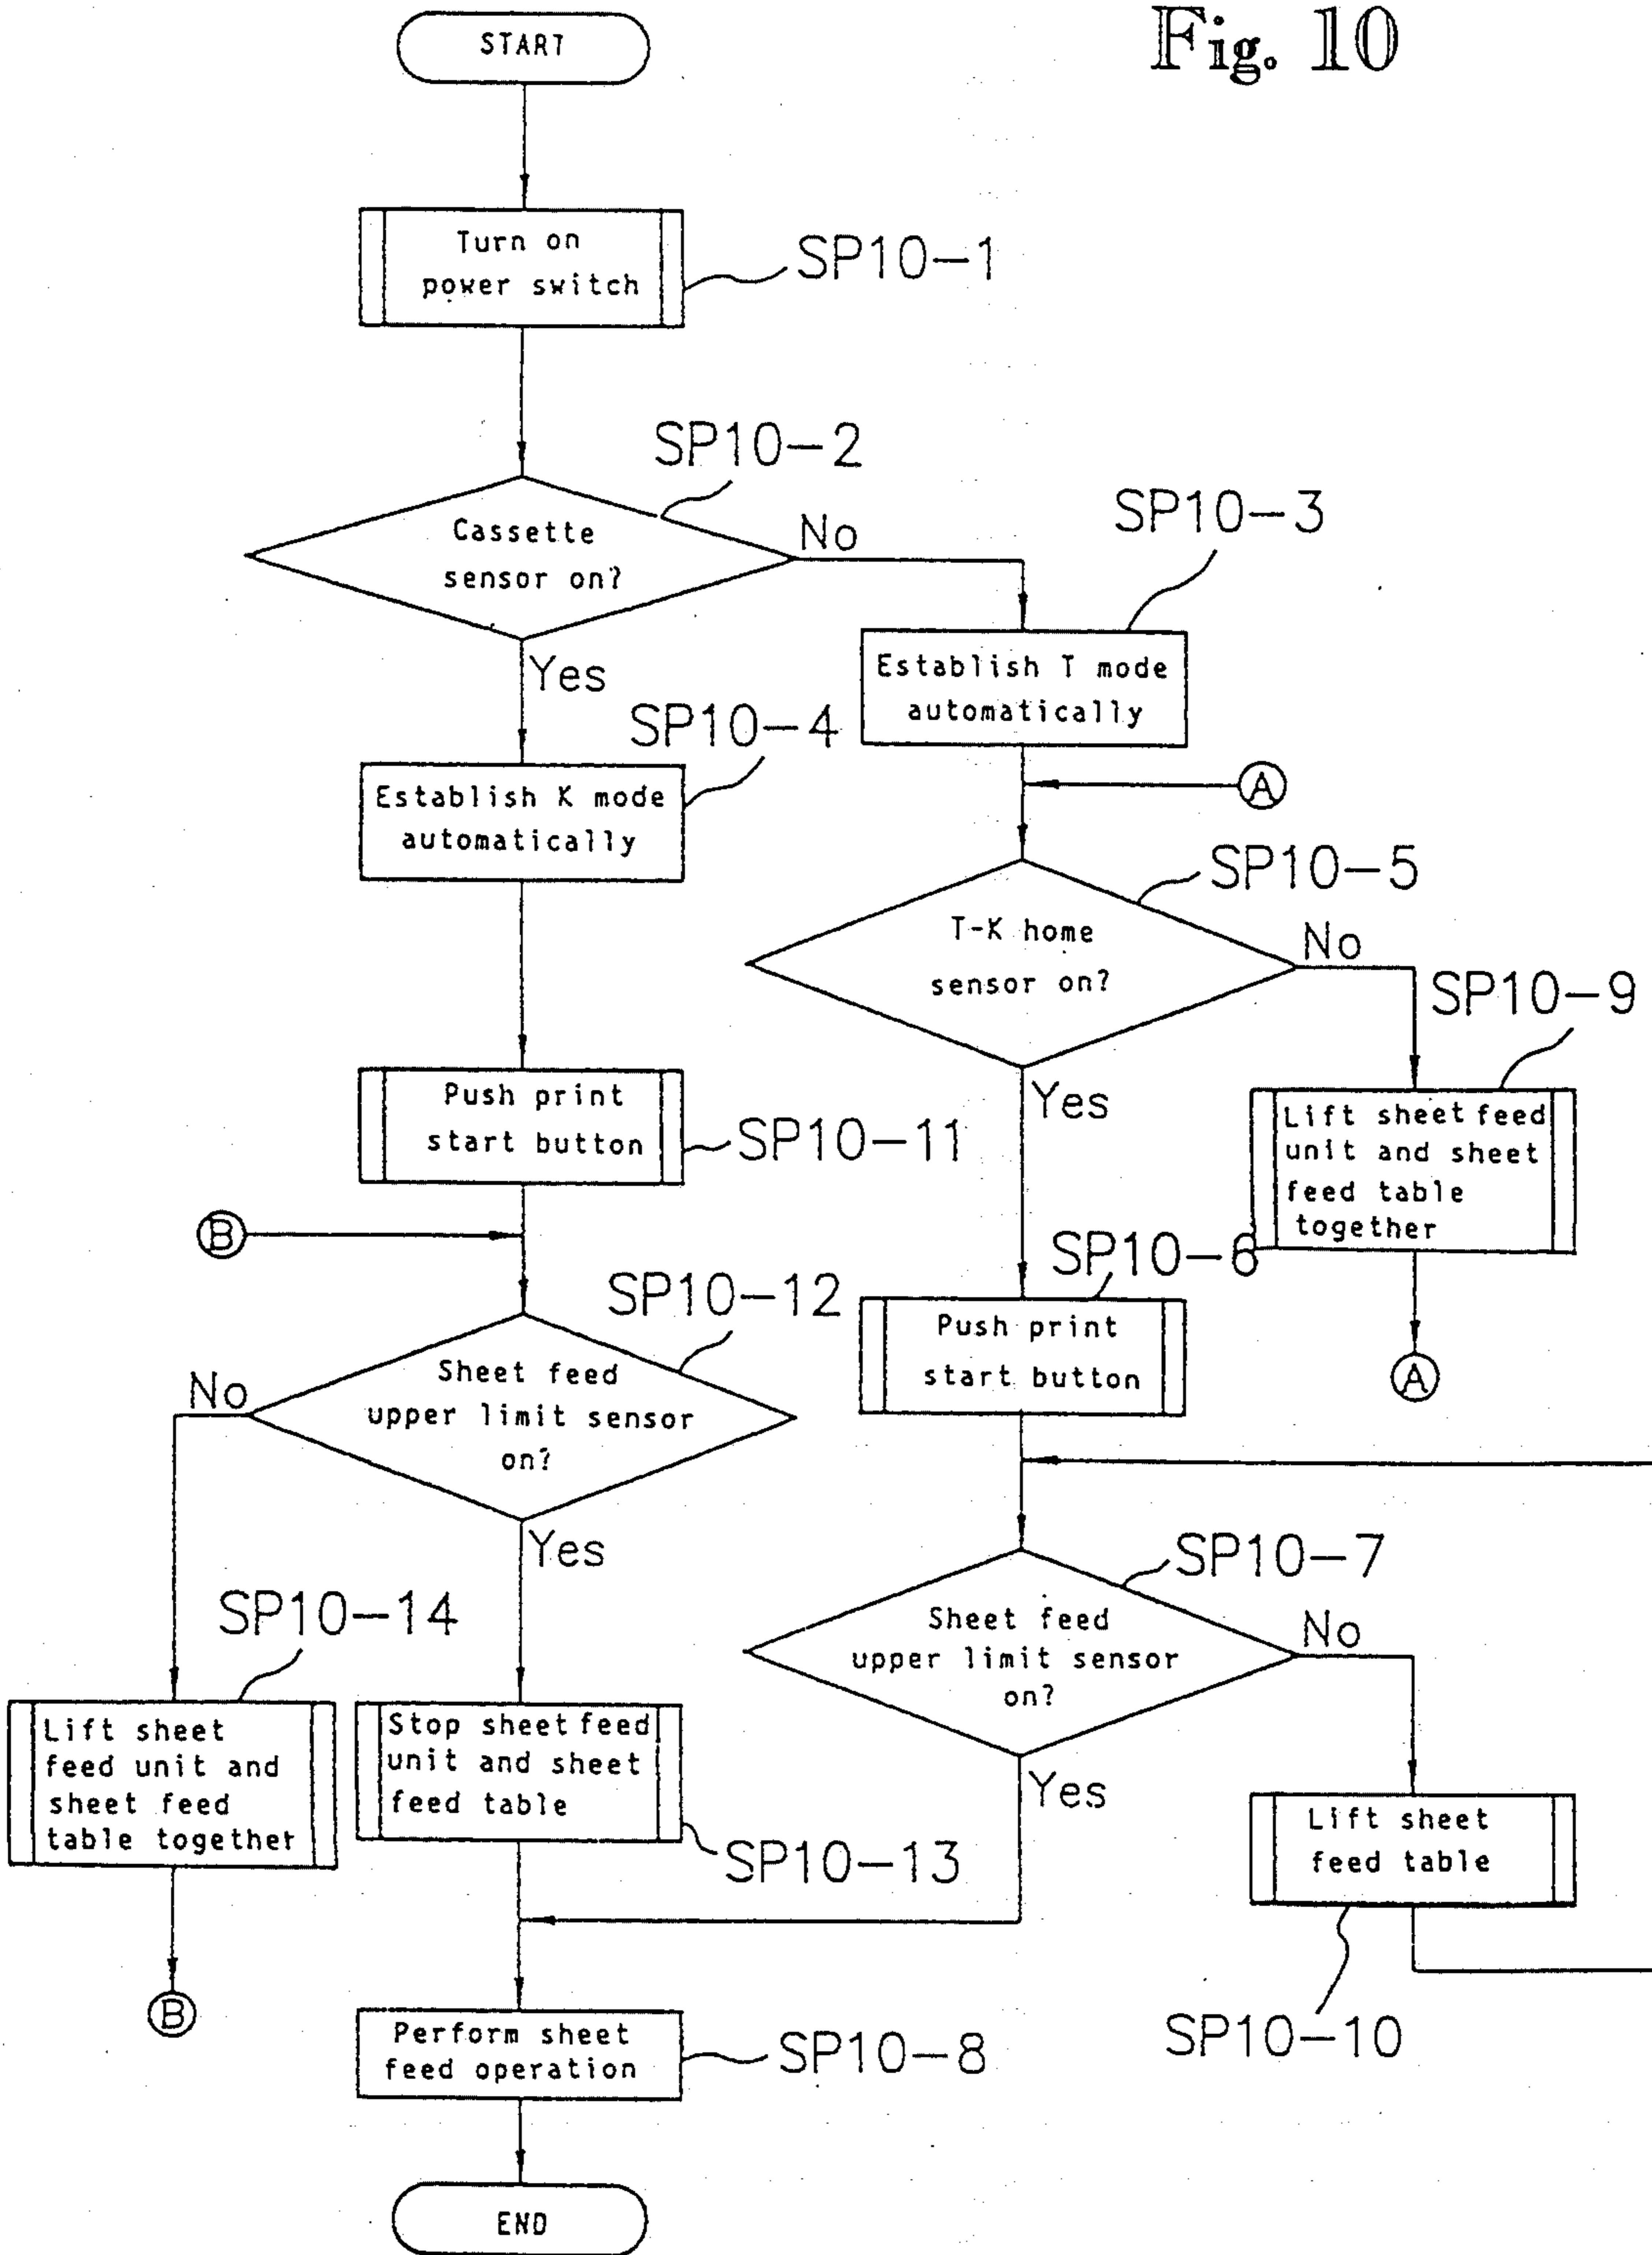 Fig. 10
START
Turn on
power switch
SP10-1
SP10-2
Cassette
sensor on?
No
Yes
SP10-3
Establish T mode
automatically
SP10-4
Establish K mode
automatically
A
SP10-5
T-K home
sensor on?
No
Yes
SP10-9
Lift sheet feed
unit and sheet
feed table
together
A
Push print
start button
SP10-11
B
SP10-6
Push print
start button
SP10-12
Sheet feed
upper limit sensor
on?
No
Yes
SP10-7
Sheet feed
upper limit sensor
on?
No
Yes
SP10-14
Lift sheet
feed unit and
sheet feed
table together
B
Stop sheet feed
unit and sheet
feed table
SP10-13
Lift sheet
feed table
SP10-10
Perform sheet
feed operation
SP10-8
END